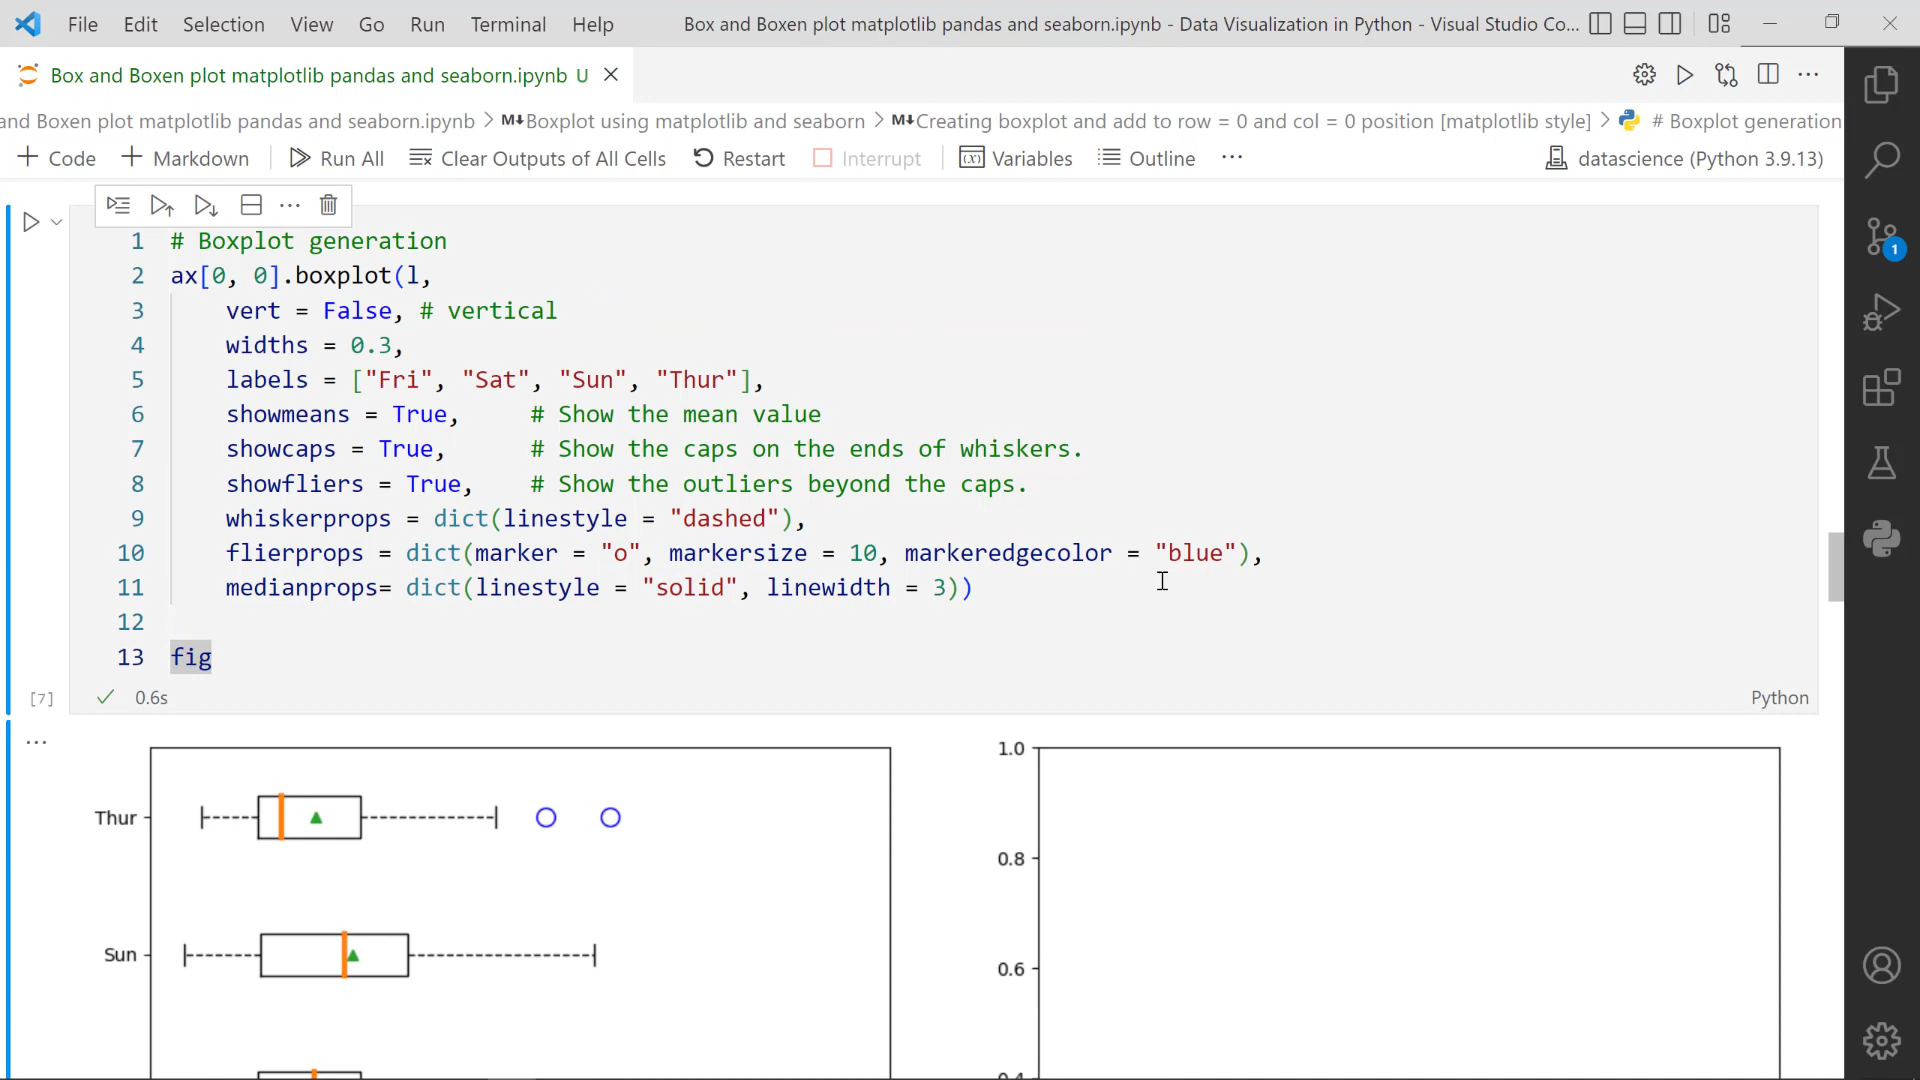 File Edit Selection View Go Run Terminal Help Box and Boxen plot matplotlib pandas and seaborn.ipynb - Data Visualization in Python - Visual Studio Co...
Box and Boxen plot matplotlib pandas and seaborn.ipynb U
and Boxen plot matplotlib pandas and seaborn.ipynb > M↓Boxplot using matplotlib and seaborn > M↓Creating boxplot and add to row = 0 and col = 0 position [matplotlib style] > # Boxplot generation
+ Code + Markdown Run All Clear Outputs of All Cells Restart Interrupt Variables Outline ... datascience (Python 3.9.13)
1
1 # Boxplot generation
2 ax[0, 0].boxplot(l,
3 vert = False, # vertical
4 widths = 0.3,
5 labels = ["Fri", "Sat", "Sun", "Thur"],
6 showmeans = True, # Show the mean value
7 showcaps = True, # Show the caps on the ends of whiskers.
8 showfliers = True, # Show the outliers beyond the caps.
9 whiskerprops = dict(linestyle = "dashed"),
10 flierprops = dict(marker = "o", markersize = 10, markeredgecolor = "blue"),
11 medianprops= dict(linestyle = "solid", linewidth = 3))
12
13 fig
[7] 0.6s Python
1.0
Thur
0.8
Sun
0.6
0.4